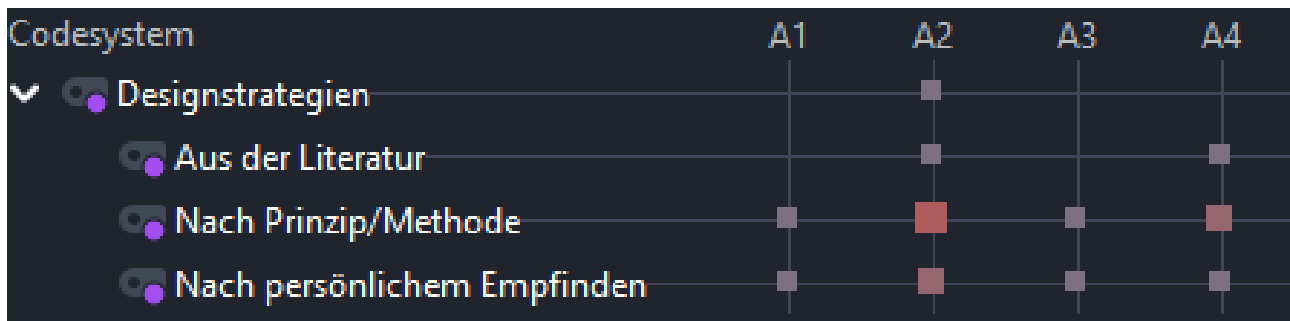 Codesystem A1 A2 A3 A4
Designstrategien
Aus der Literatur
Nach Prinzip/Methode
Nach persönlichem Empfinden